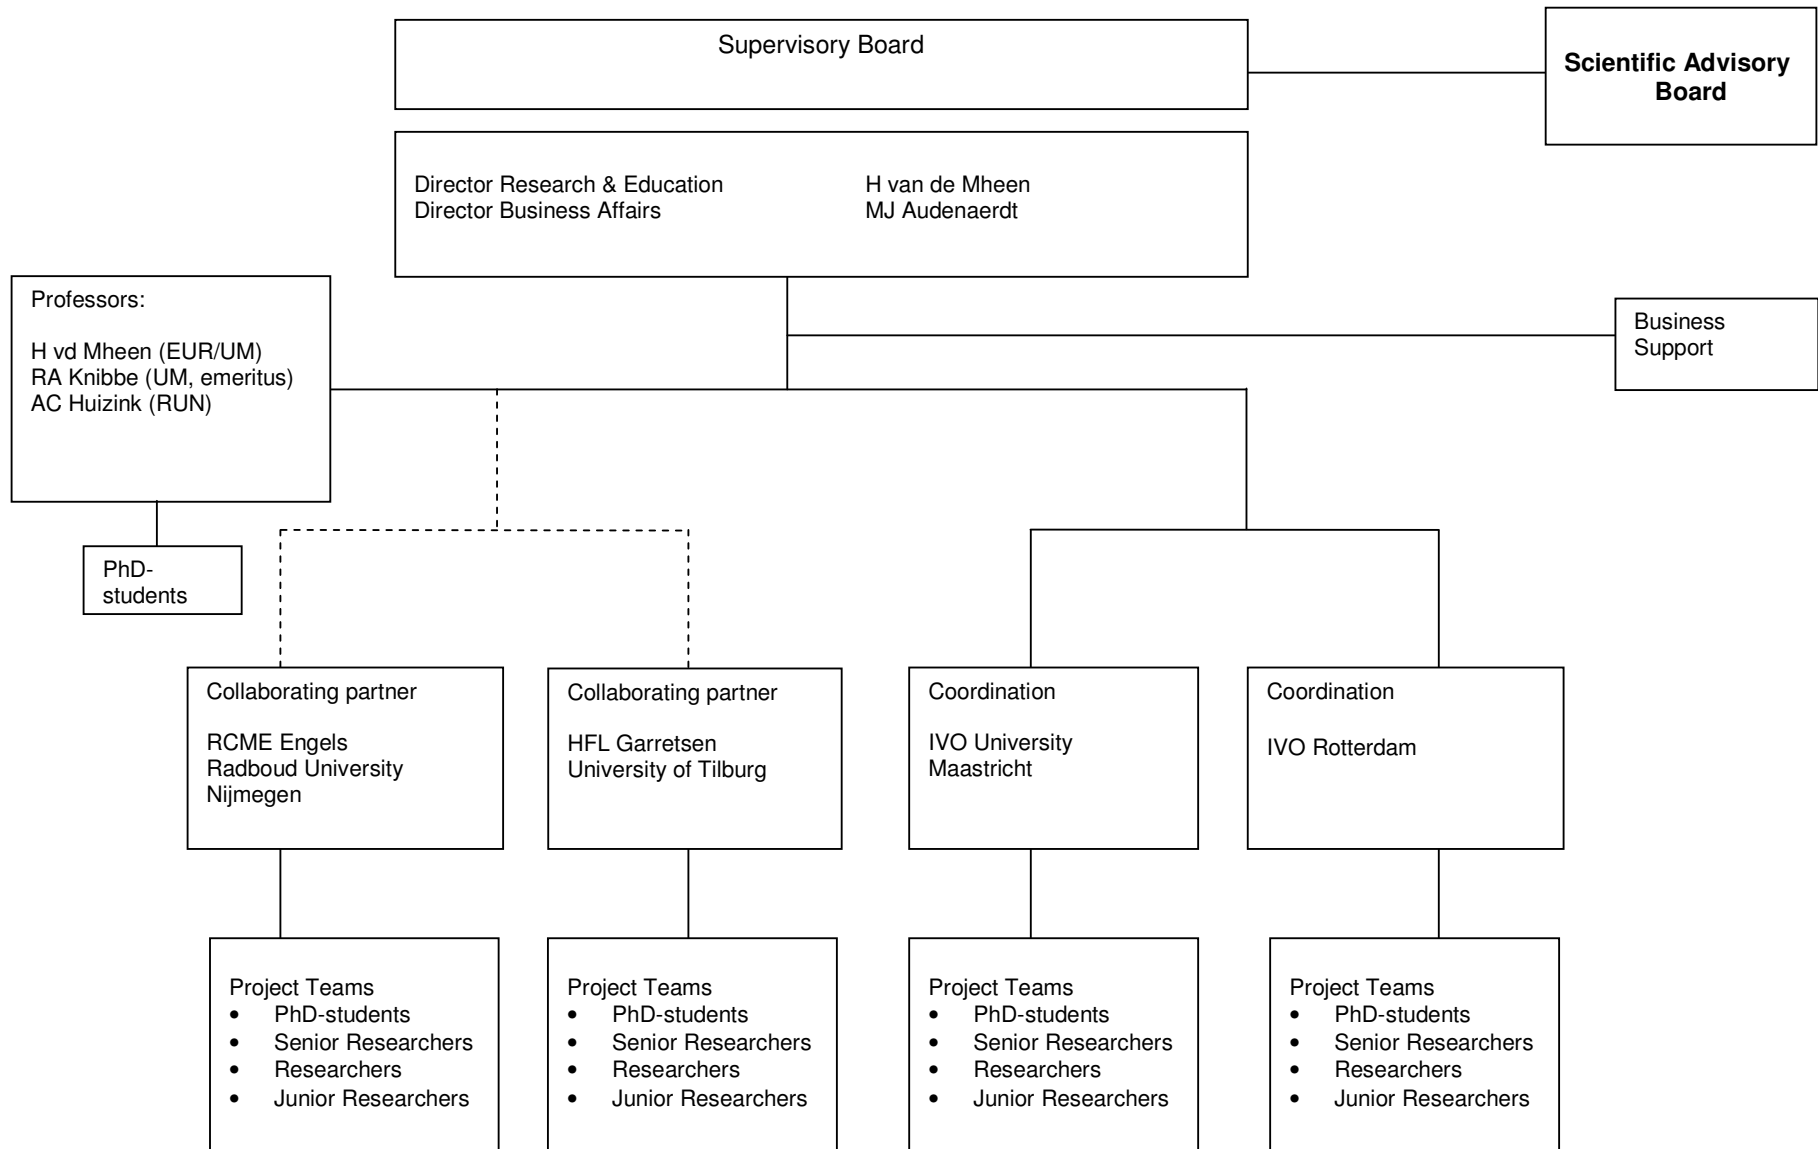 Supervisory Board
Scientific Advisory
Board
Director Research & Education H van de Mheen
Director Business Affairs MJ Audenaerdt
Professors:
H vd Mheen (EUR/UM)
RA Knibbe (UM, emeritus)
AC Huizink (RUN)
Business
Support
PhD-
students
Collaborating partner
RCME Engels
Radboud University
Nijmegen
Collaborating partner
HFL Garretsen
University of Tilburg
Coordination
IVO University
Maastricht
Coordination
IVO Rotterdam
Project Teams
• PhD-students
• Senior Researchers
• Researchers
• Junior Researchers
Project Teams
• PhD-students
• Senior Researchers
• Researchers
• Junior Researchers
Project Teams
• PhD-students
• Senior Researchers
• Researchers
• Junior Researchers
Project Teams
• PhD-students
• Senior Researchers
• Researchers
• Junior Researchers